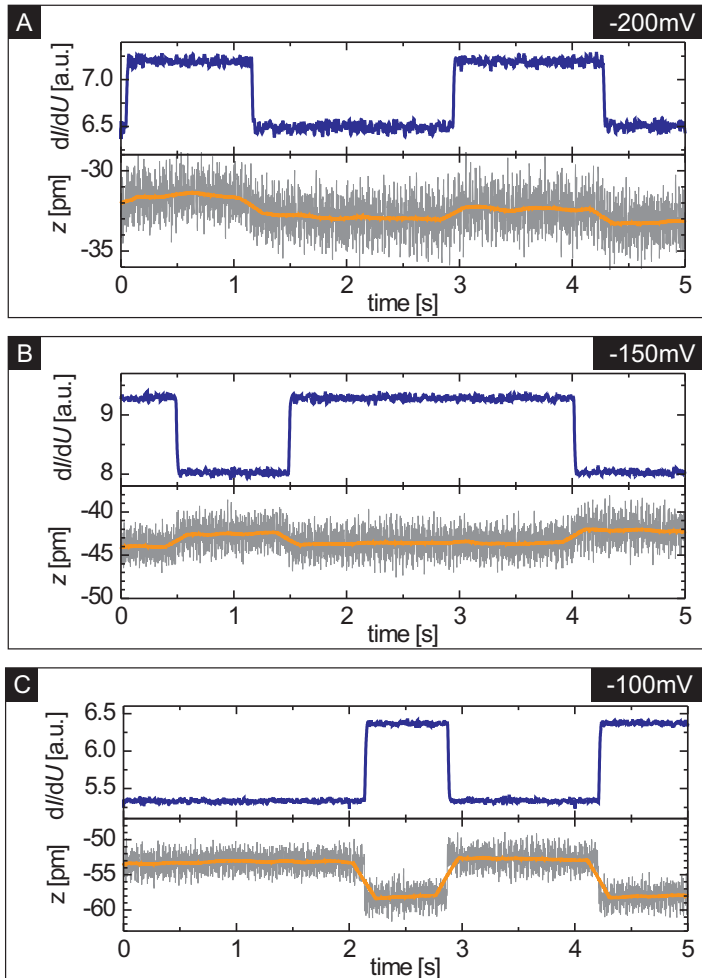 A
-200mV
dI/dU [a.u.]
7.0
6.5
z [pm]
-30
-35
0 1 2 3 4 5
time [s]
B
-150mV
dI/dU [a.u.]
9
8
z [pm]
-40
-45
-50
0 1 2 3 4 5
time [s]
C
-100mV
dI/dU [a.u.]
6.5
6.0
5.5
z [pm]
-50
-55
-60
0 1 2 3 4 5
time [s]